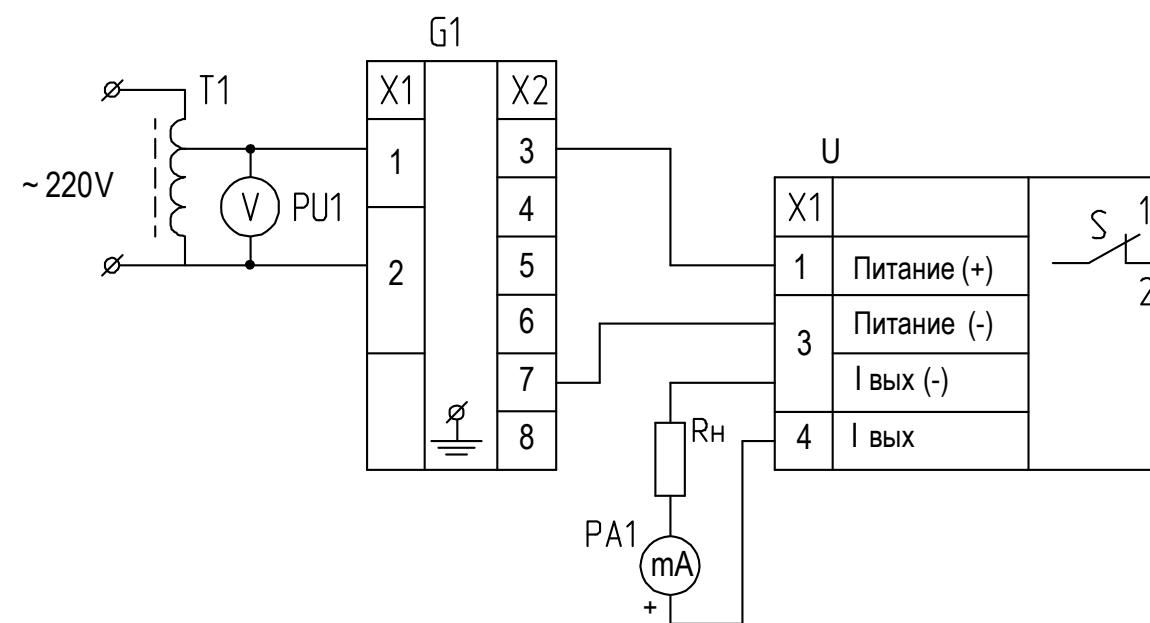 G1
T1
X1
X2
~ 220V
PU1
V
1
2
3
4
5
6
7
8
U
X1
S
1
2
1
Питание (+)
3
Питание (-)
I вых (-)
4
I вых
Rн
PA1
mA
+